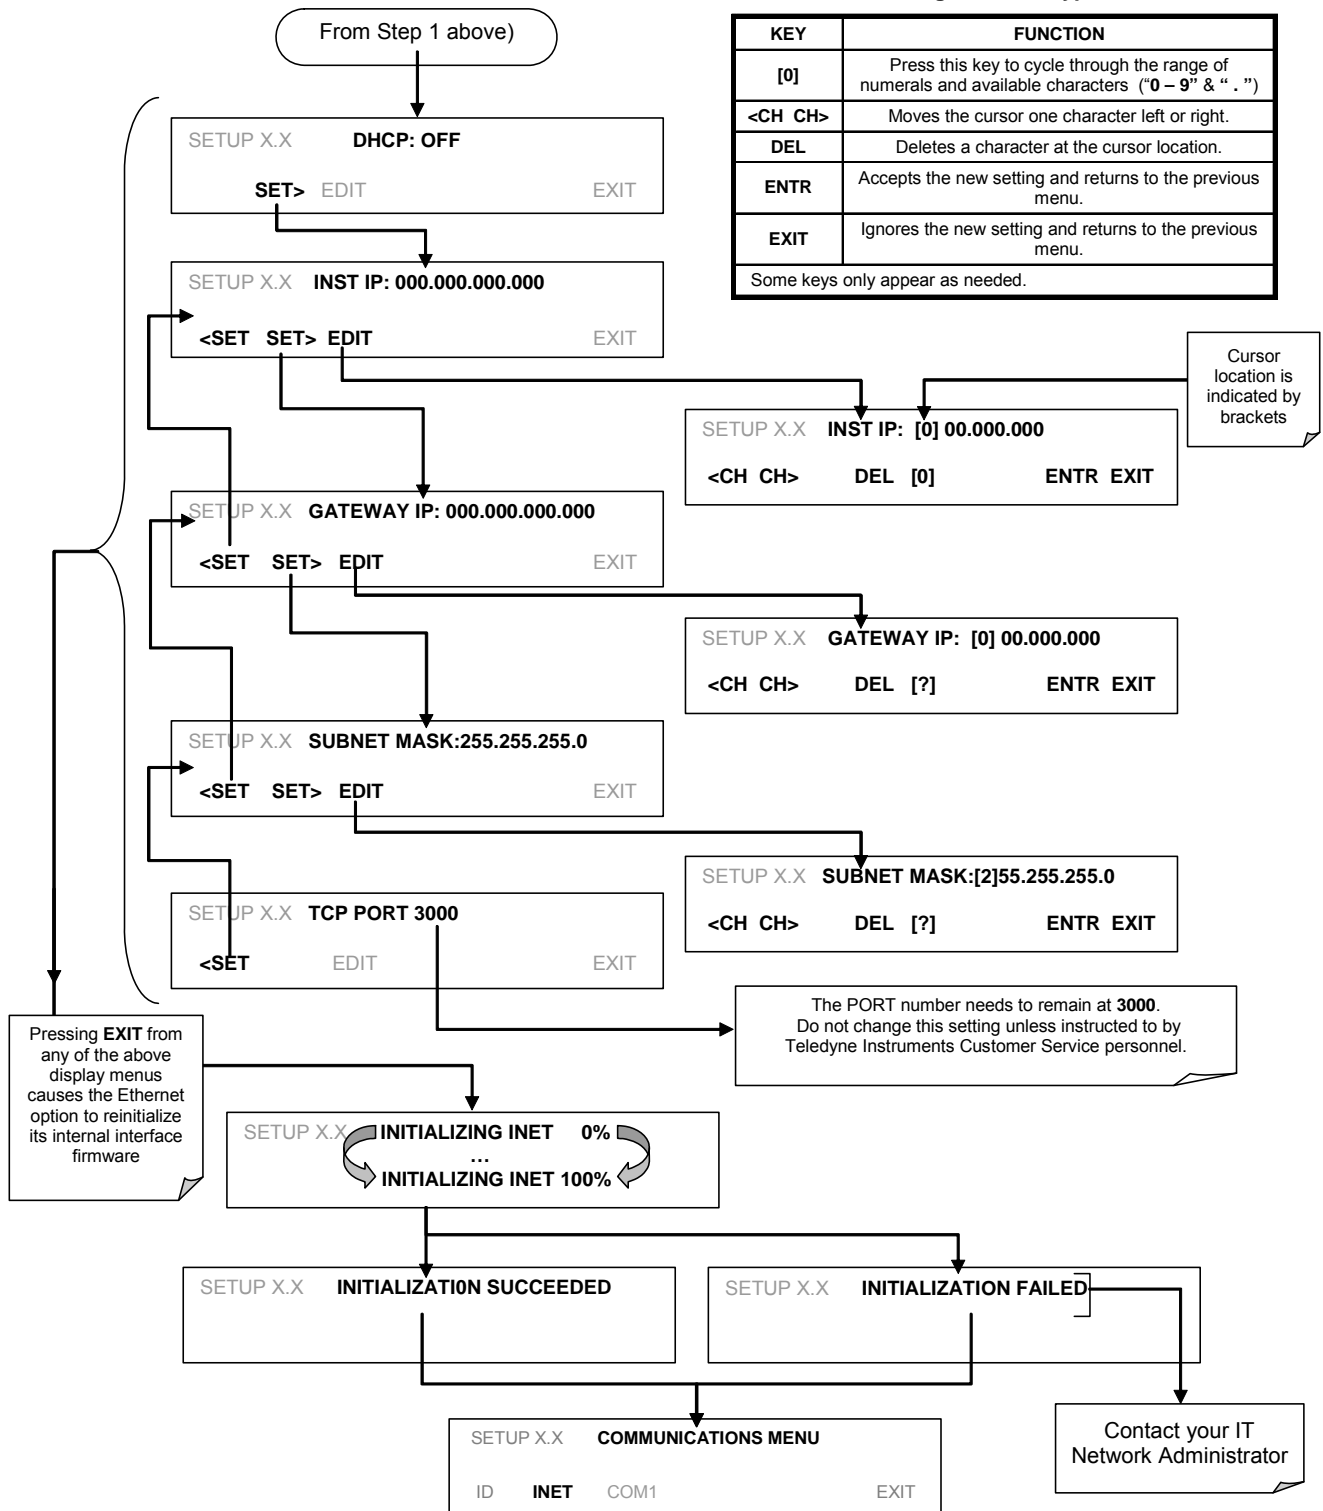 From Step 1 above)
KEY FUNCTION
[0] Press this key to cycle through the range of
numerals and available characters (“0 – 9” & “ . ”)
<CH CH> Moves the cursor one character left or right.
DEL Deletes a character at the cursor location.
ENTR Accepts the new setting and returns to the previous
menu.
EXIT Ignores the new setting and returns to the previous
menu.
Some keys only appear as needed.
SETUP X.X DHCP: OFF
SET> EDIT EXIT
SETUP X.X INST IP: 000.000.000.000
<SET SET> EDIT EXIT
Cursor
location is
indicated by
brackets
SETUP X.X INST IP: [0] 00.000.000
<CH CH> DEL [0] ENTR EXIT
SETUP X.X GATEWAY IP: 000.000.000.000
<SET SET> EDIT EXIT
SETUP X.X GATEWAY IP: [0] 00.000.000
<CH CH> DEL [?] ENTR EXIT
SETUP X.X SUBNET MASK:255.255.255.0
<SET SET> EDIT EXIT
SETUP X.X SUBNET MASK:[2]55.255.255.0
<CH CH> DEL [?] ENTR EXIT
SETUP X.X TCP PORT 3000
<SET EDIT EXIT
The PORT number needs to remain at 3000.
Do not change this setting unless instructed to by
Teledyne Instruments Customer Service personnel.
Pressing EXIT from
any of the above
display menus
causes the Ethernet
option to reinitialize
its internal interface
firmware
SETUP X.X INITIALIZING INET 0%
…
INITIALIZING INET 100%
SETUP X.X INITIALIZATI0N SUCCEEDED
SETUP X.X INITIALIZATION FAILED
Contact your IT
Network Administrator
SETUP X.X COMMUNICATIONS MENU
ID INET COM1 EXIT